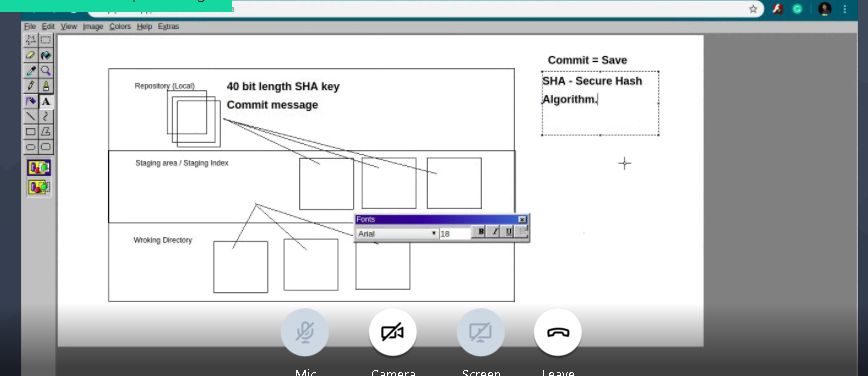 File Edit View Image Colors Help Extras
Commit = Save
SHA - Secure Hash
Algorithm.
Repository (Local)
40 bit length SHA key
Commit message
Staging area / Staging Index
Fonts
Arial 18 B I U
Wroking Directory
Mic Camera Screen Leave